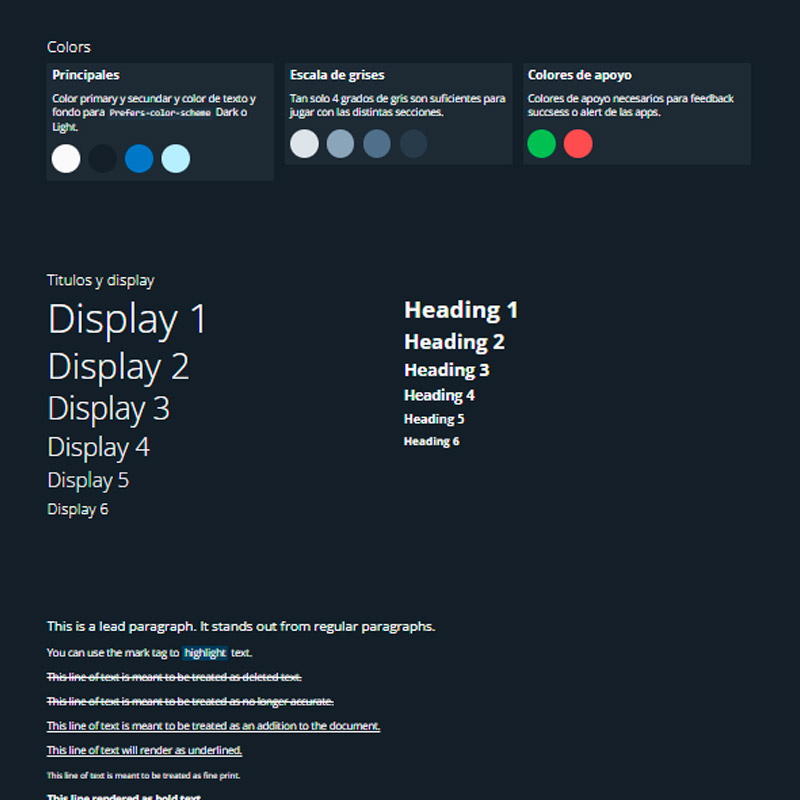 Colors
Principales
Color primary y secundar y color de texto y
fondo para Prefers-color-scheme Dark o
Light.
Escala de grises
Tan solo 4 grados de gris son suficientes para
jugar con las distintas secciones.
Colores de apoyo
Colores de apoyo necesarios para feedback
succsess o alert de las apps.
Titulos y display
Display 1
Display 2
Display 3
Display 4
Display 5
Display 6
Heading 1
Heading 2
Heading 3
Heading 4
Heading 5
Heading 6
This is a lead paragraph. It stands out from regular paragraphs.
You can use the mark tag to highlight text.
This line of text is meant to be treated as deleted text.
This line of text is meant to be treated as no longer accurate.
This line of text is meant to be treated as an addition to the document.
This line of text will render as underlined.
This line of text is meant to be treated as fine print.
This line rendered as bold text.